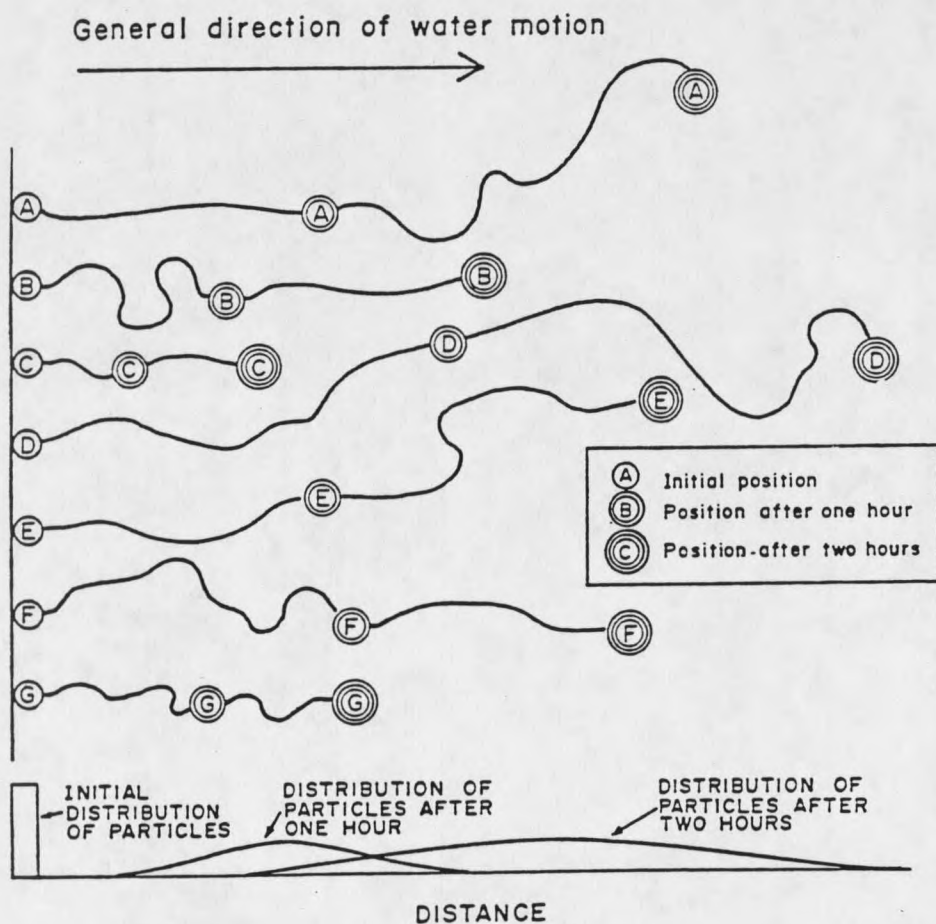 General direction of water motion
A
A
A
B
B
B
C
C
C
D
D
D
E
E
E
F
F
F
G
G
G
A Initial position
B Position after one hour
C Position-after two hours
INITIAL
DISTRIBUTION
OF PARTICLES
DISTRIBUTION OF
PARTICLES AFTER
ONE HOUR
DISTRIBUTION OF
PARTICLES AFTER
TWO HOURS
DISTANCE